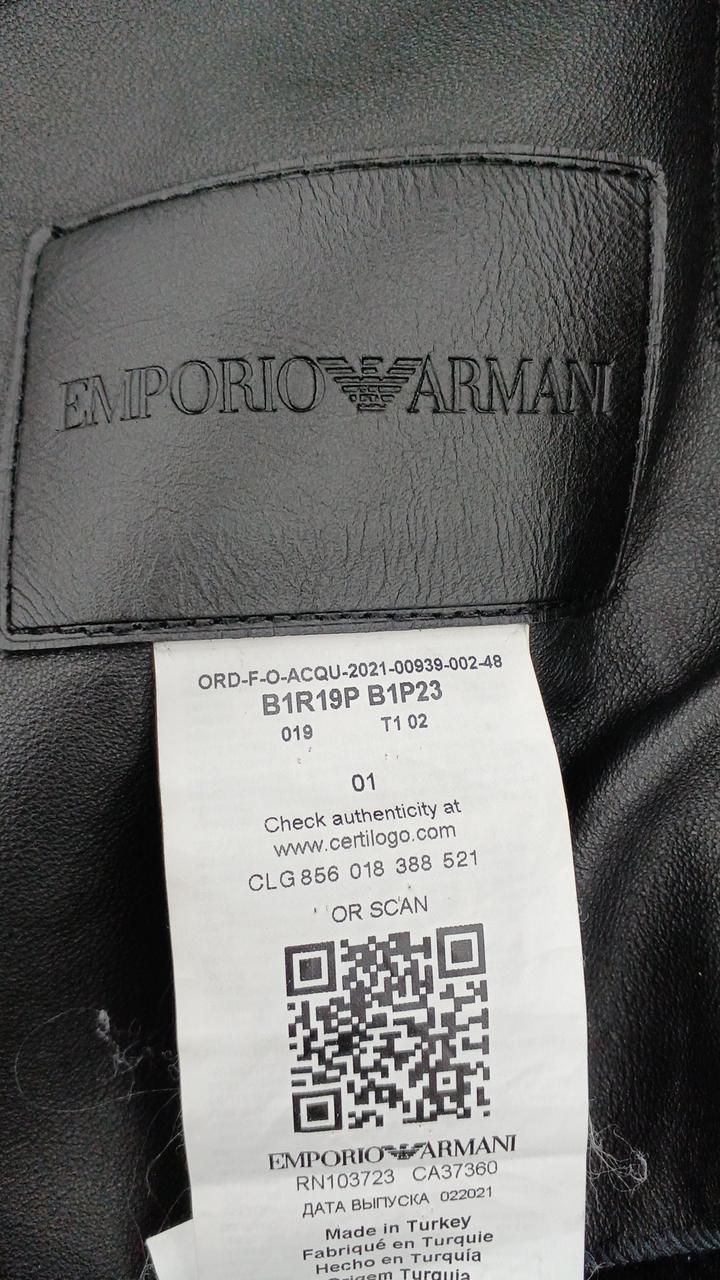 EMPORIO ARMANI
ORD-F-O-ACQU-2021-00939-002-48
B1R19P B1P23
019 T1 02
01
Check authenticity at
www.certilogo.com
CLG 856 018 388 521
OR SCAN
EMPORIO ARMANI
RN103723 CA37360
ДАТА ВЫПУСКА 022021
Made in Turkey
Fabriqué en Turquie
Hecho en Turquía
Origem Turquia